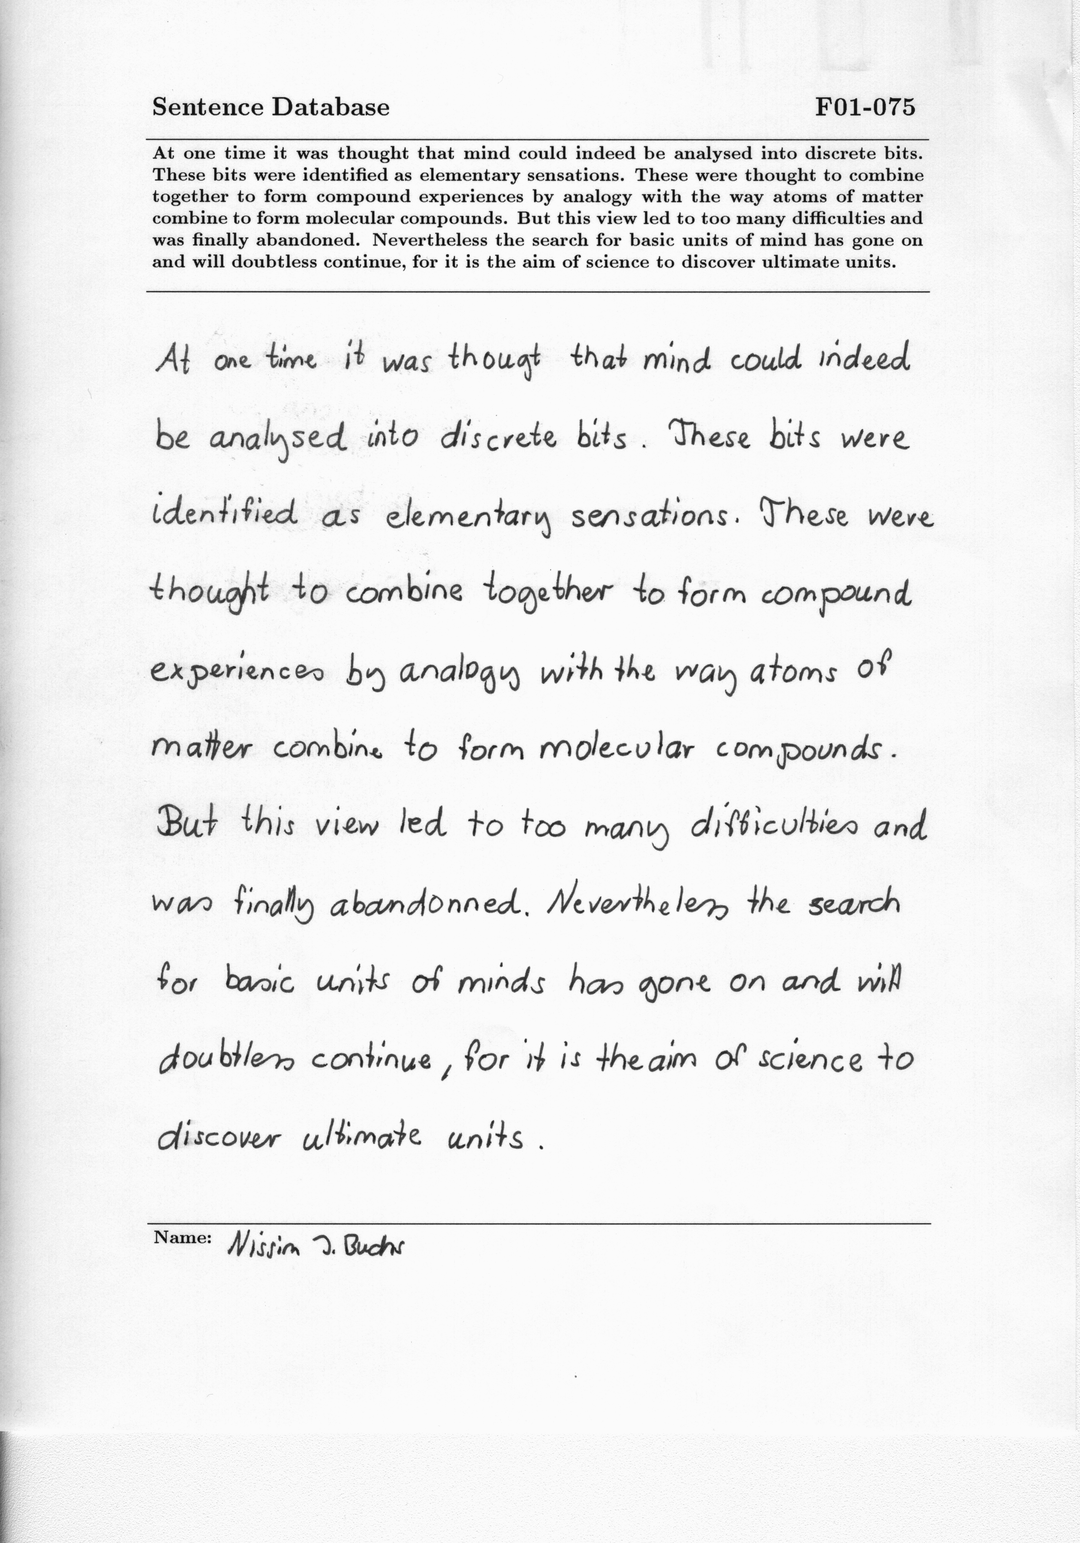 Sentence Database F01-075
At one time it was thought that mind could indeed be analysed into discrete bits.
These bits were identified as elementary sensations. These were thought to combine
together to form compound experiences by analogy with the way atoms of matter
combine to form molecular compounds. But this view led to too many difficulties and
was finally abandoned. Nevertheless the search for basic units of mind has gone on
and will doubtless continue, for it is the aim of science to discover ultimate units.
At one time it was thougt that mind could indeed
be analysed into discrete bits. These bits were
identified as elementary sensations. These were
thought to combine together to form compound
experiences by analogy with the way atoms of
matter combine to form molecular compounds.
But this view led to too many difficulties and
was finally abandonned. Nevertheless the search
for basic units of minds has gone on and will
doubtless continue, for it is the aim of science to
discover ultimate units.
Name: Nissim J. Buchs